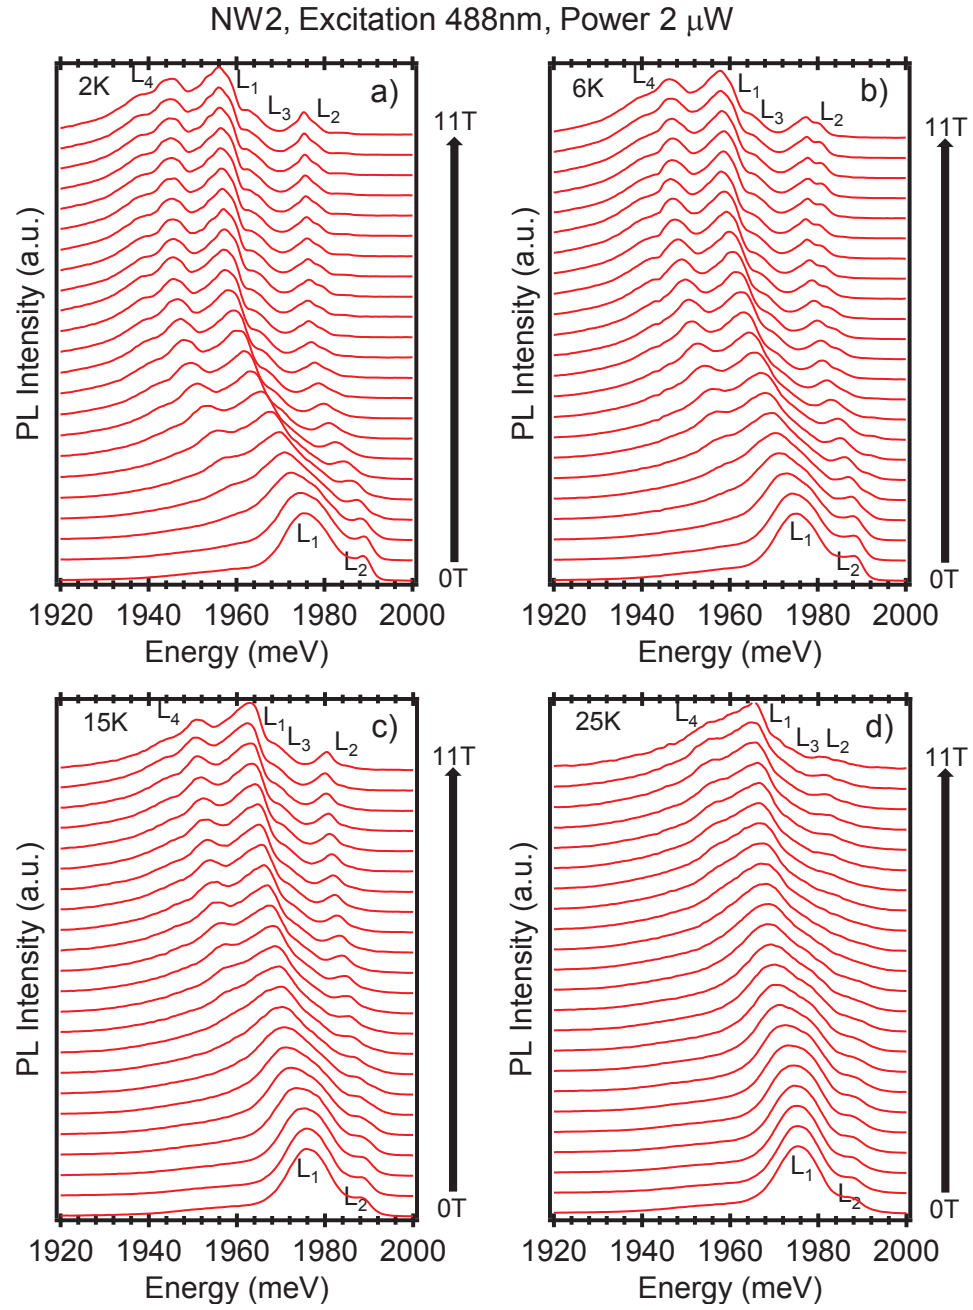 NW2, Excitation 488nm, Power 2 μW
2K
L₄
L₁
L₃
L₂
a)
11T
L₁
L₂
0T
PL Intensity (a.u.)
1920 1940 1960 1980 2000
Energy (meV)
6K
L₄
L₁
L₃
L₂
b)
11T
L₁
L₂
0T
PL Intensity (a.u.)
1920 1940 1960 1980 2000
Energy (meV)
15K
L₄
L₁
L₃
L₂
c)
11T
L₁
L₂
0T
PL Intensity (a.u.)
1920 1940 1960 1980 2000
Energy (meV)
25K
L₄
L₁
L₃
L₂
d)
11T
L₁
L₂
0T
PL Intensity (a.u.)
1920 1940 1960 1980 2000
Energy (meV)